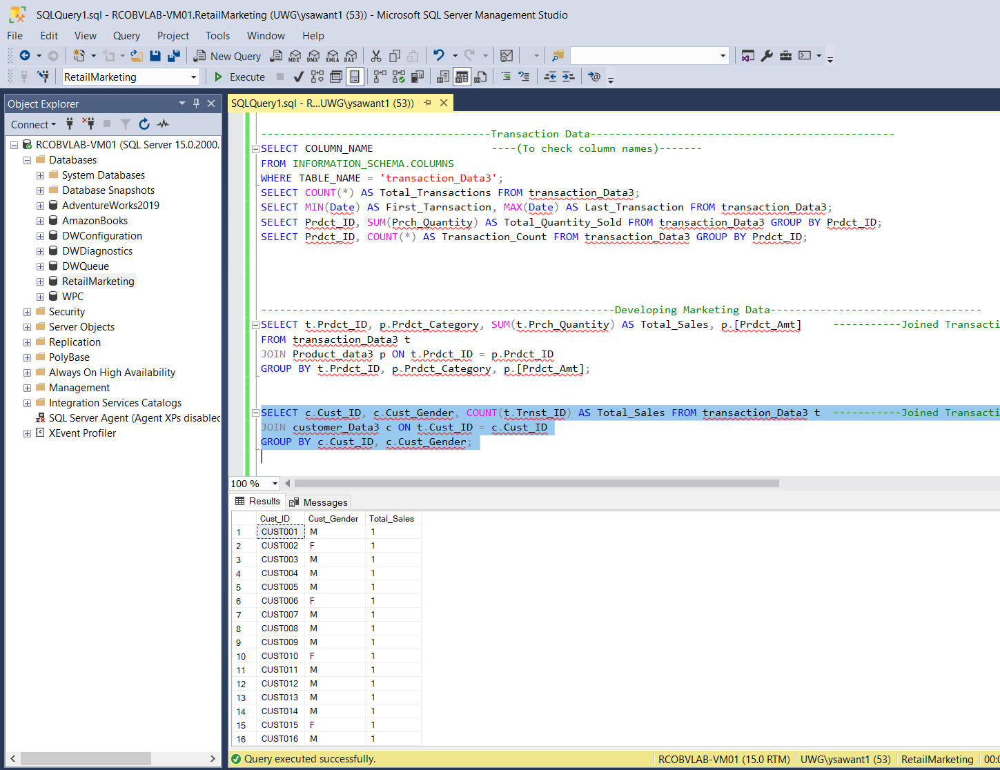 SQLQuery1.sql - RCOBVLAB-VM01.RetailMarketing (UWG\ysawant1 (53)) - Microsoft SQL Server Management Studio
File Edit View Query Project Tools Window Help
New Query MDX DMX XMLA DAX
RetailMarketing Execute
Object Explorer
Connect
RCOBVLAB-VM01 (SQL Server 15.0.2000.
Databases
System Databases
Database Snapshots
AdventureWorks2019
AmazonBooks
DWConfiguration
DWDiagnostics
DWQueue
RetailMarketing
WPC
Security
Server Objects
Replication
PolyBase
Always On High Availability
Management
Integration Services Catalogs
SQL Server Agent (Agent XPs disabled
XEvent Profiler
SQLQuery1.sql - R...UWG\ysawant1 (53))
-------------------------------------Transaction Data-------------------------------------------------
SELECT COLUMN_NAME ----(To check column names)-------
FROM INFORMATION_SCHEMA.COLUMNS
WHERE TABLE_NAME = 'transaction_Data3';
SELECT COUNT(*) AS Total_Transactions FROM transaction_Data3;
SELECT MIN(Date) AS First_Tarnsaction, MAX(Date) AS Last_Transaction FROM transaction_Data3;
SELECT Prdct_ID, SUM(Prch_Quantity) AS Total_Quantity_Sold FROM transaction_Data3 GROUP BY Prdct_ID;
SELECT Prdct_ID, COUNT(*) AS Transaction_Count FROM transaction_Data3 GROUP BY Prdct_ID;
---------------------------------------------------------Developing Marketing Data----------------------------------
SELECT t.Prdct_ID, p.Prdct_Category, SUM(t.Prch_Quantity) AS Total_Sales, p.[Prdct_Amt] -----------Joined Transacti
FROM transaction_Data3 t
JOIN Product_data3 p ON t.Prdct_ID = p.Prdct_ID
GROUP BY t.Prdct_ID, p.Prdct_Category, p.[Prdct_Amt];
SELECT c.Cust_ID, c.Cust_Gender, COUNT(t.Trnst_ID) AS Total_Sales FROM transaction_Data3 t -----------Joined Transacti
JOIN customer_Data3 c ON t.Cust_ID = c.Cust_ID
GROUP BY c.Cust_ID, c.Cust_Gender;
100 %
Results Messages
Cust_ID Cust_Gender Total_Sales
1 CUST001 M 1
2 CUST002 F 1
3 CUST003 M 1
4 CUST004 M 1
5 CUST005 M 1
6 CUST006 F 1
7 CUST007 M 1
8 CUST008 M 1
9 CUST009 M 1
10 CUST010 F 1
11 CUST011 M 1
12 CUST012 M 1
13 CUST013 M 1
14 CUST014 M 1
15 CUST015 F 1
16 CUST016 M 1
Query executed successfully. RCOBVLAB-VM01 (15.0 RTM) UWG\ysawant1 (53) RetailMarketing 00:0